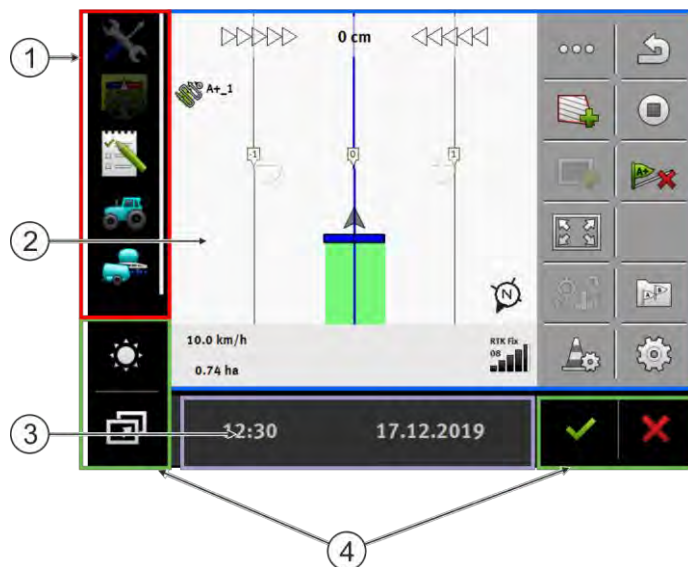 1
0 cm
A+_1
-1 0 1
A+
2
N
A B
10.0 km/h
RTK Fix
08
0.74 ha
3
12:30 17.12.2019
4